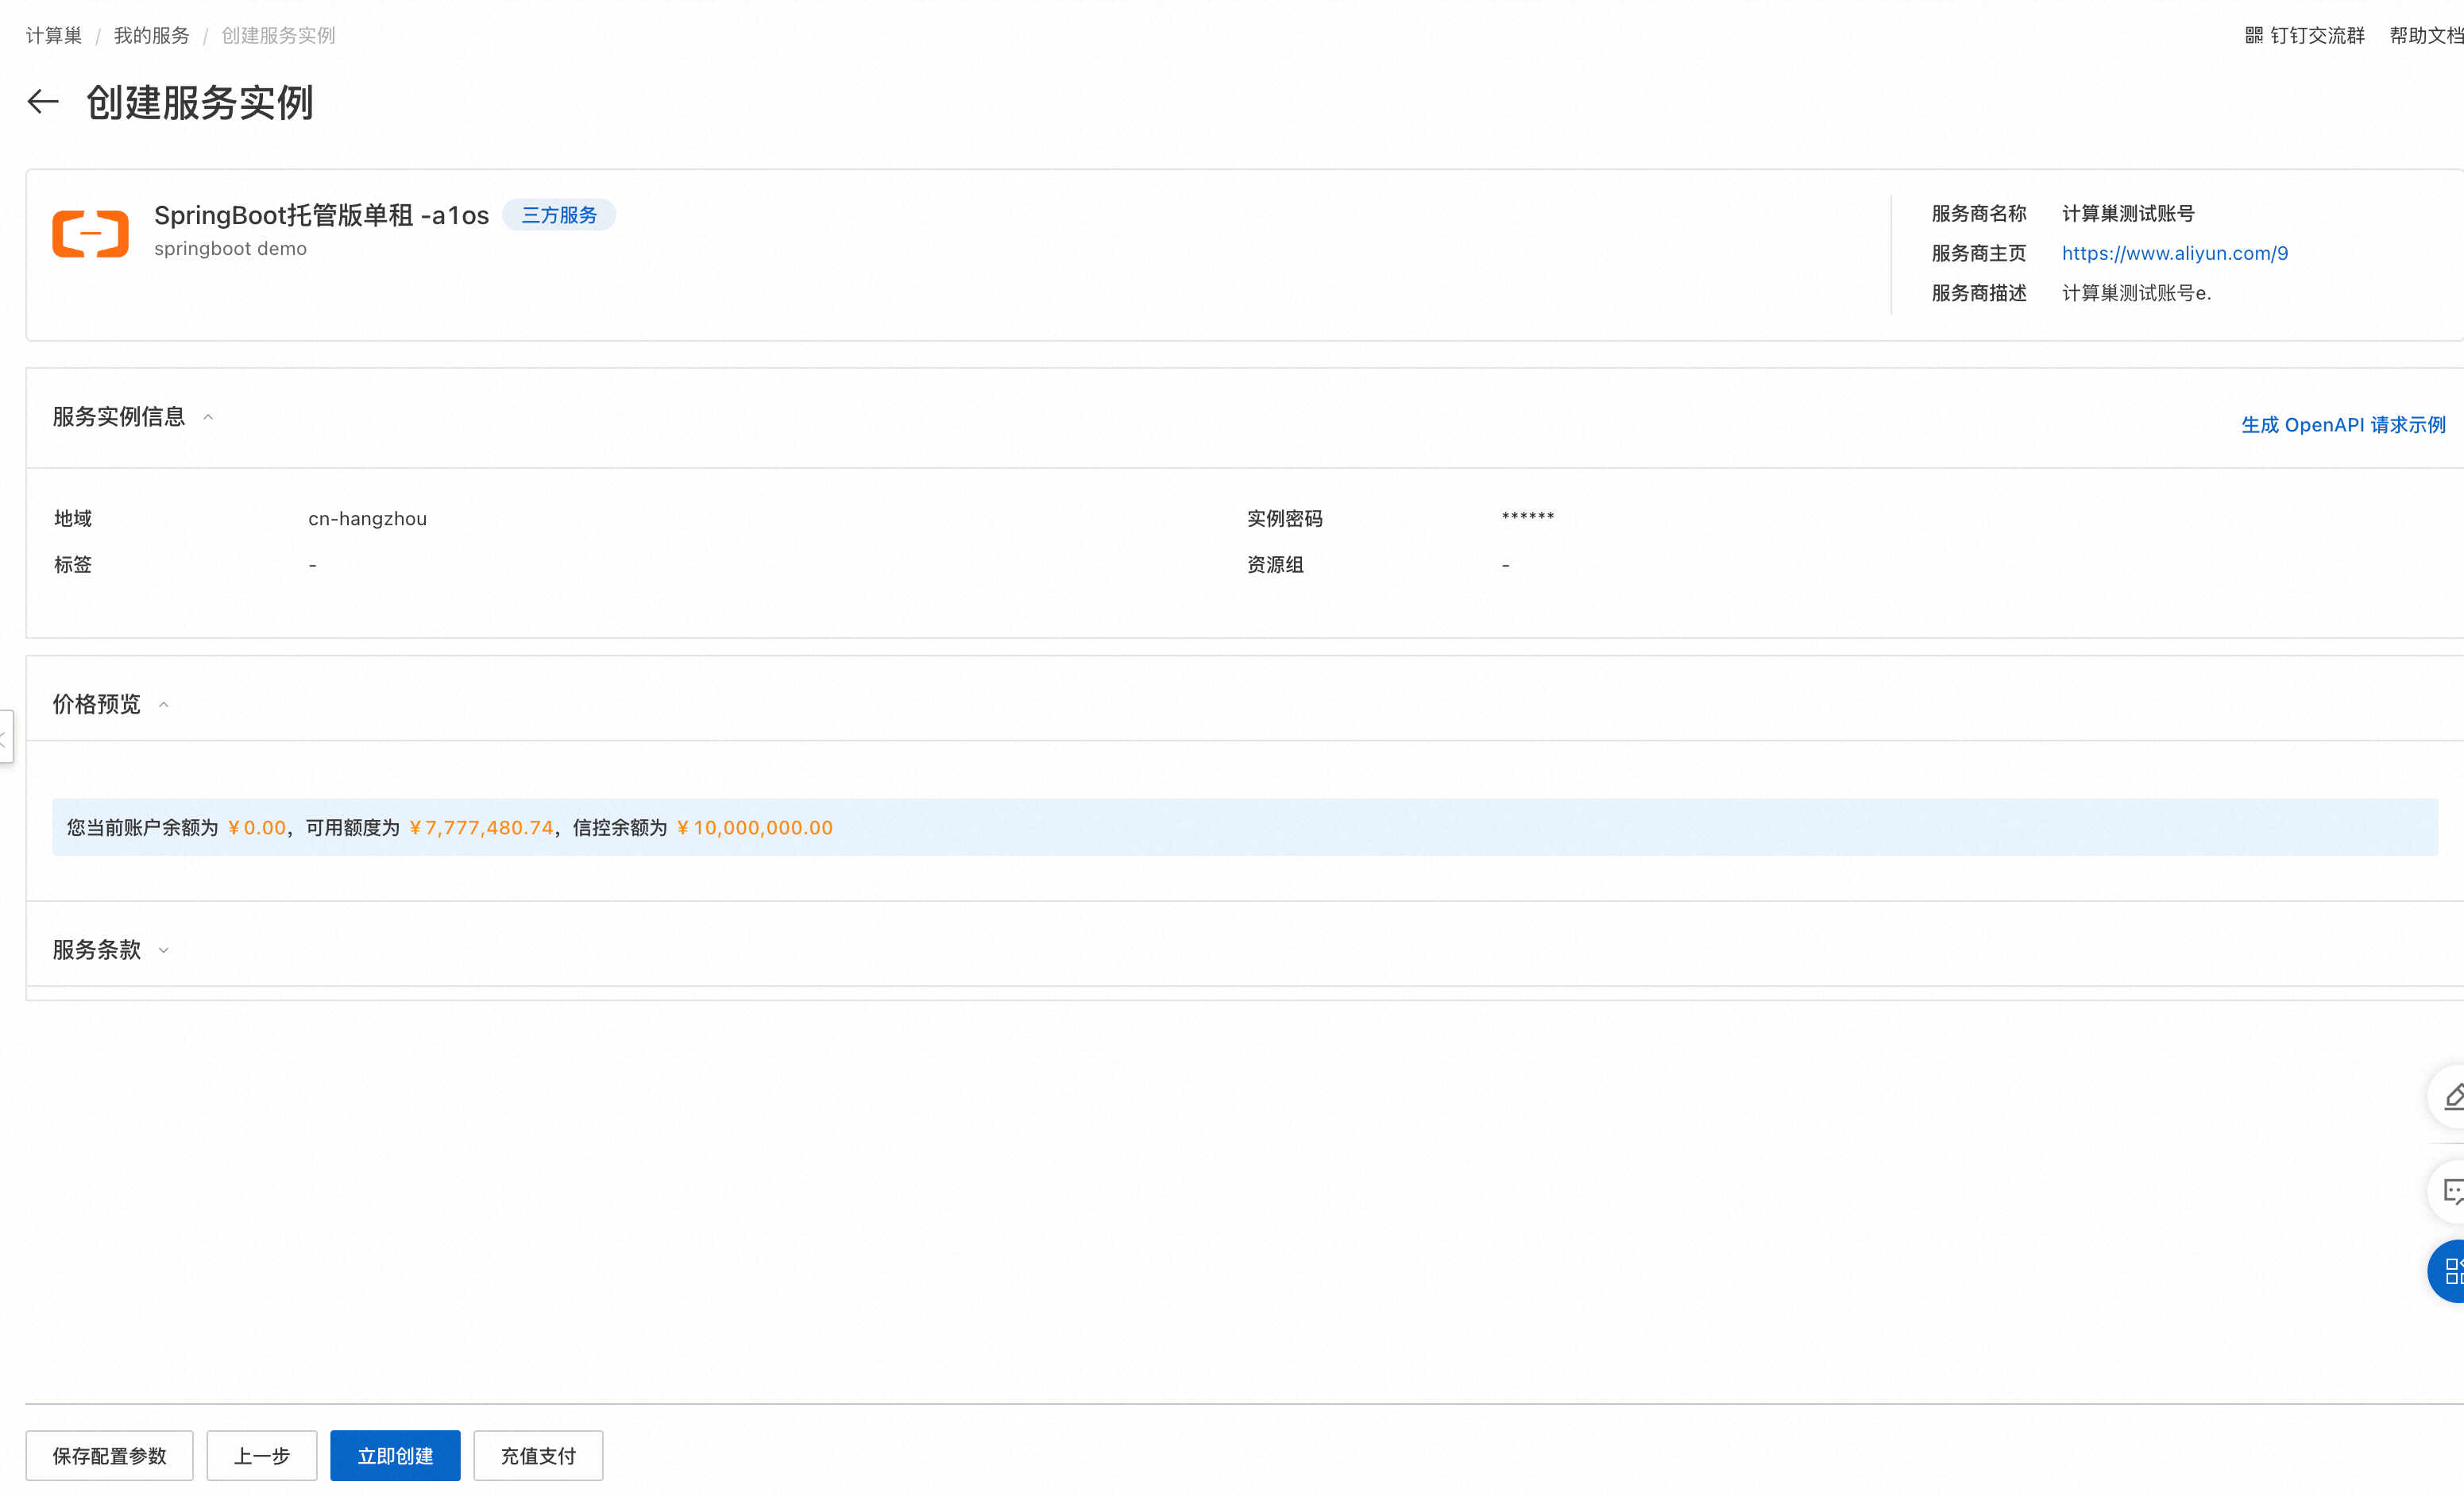 计算巢 / 我的服务 / 创建服务实例
钉钉交流群 帮助文档
创建服务实例
SpringBoot托管版单租 -a1os 三方服务
springboot demo
服务商名称 计算巢测试账号
服务商主页 https://www.aliyun.com/9
服务商描述 计算巢测试账号e.
服务实例信息
生成 OpenAPI 请求示例
地域 cn-hangzhou 实例密码 ******
标签 - 资源组 -
价格预览
您当前账户余额为 ¥0.00，可用额度为 ¥7,777,480.74，信控余额为 ¥10,000,000.00
服务条款
保存配置参数 上一步 立即创建 充值支付